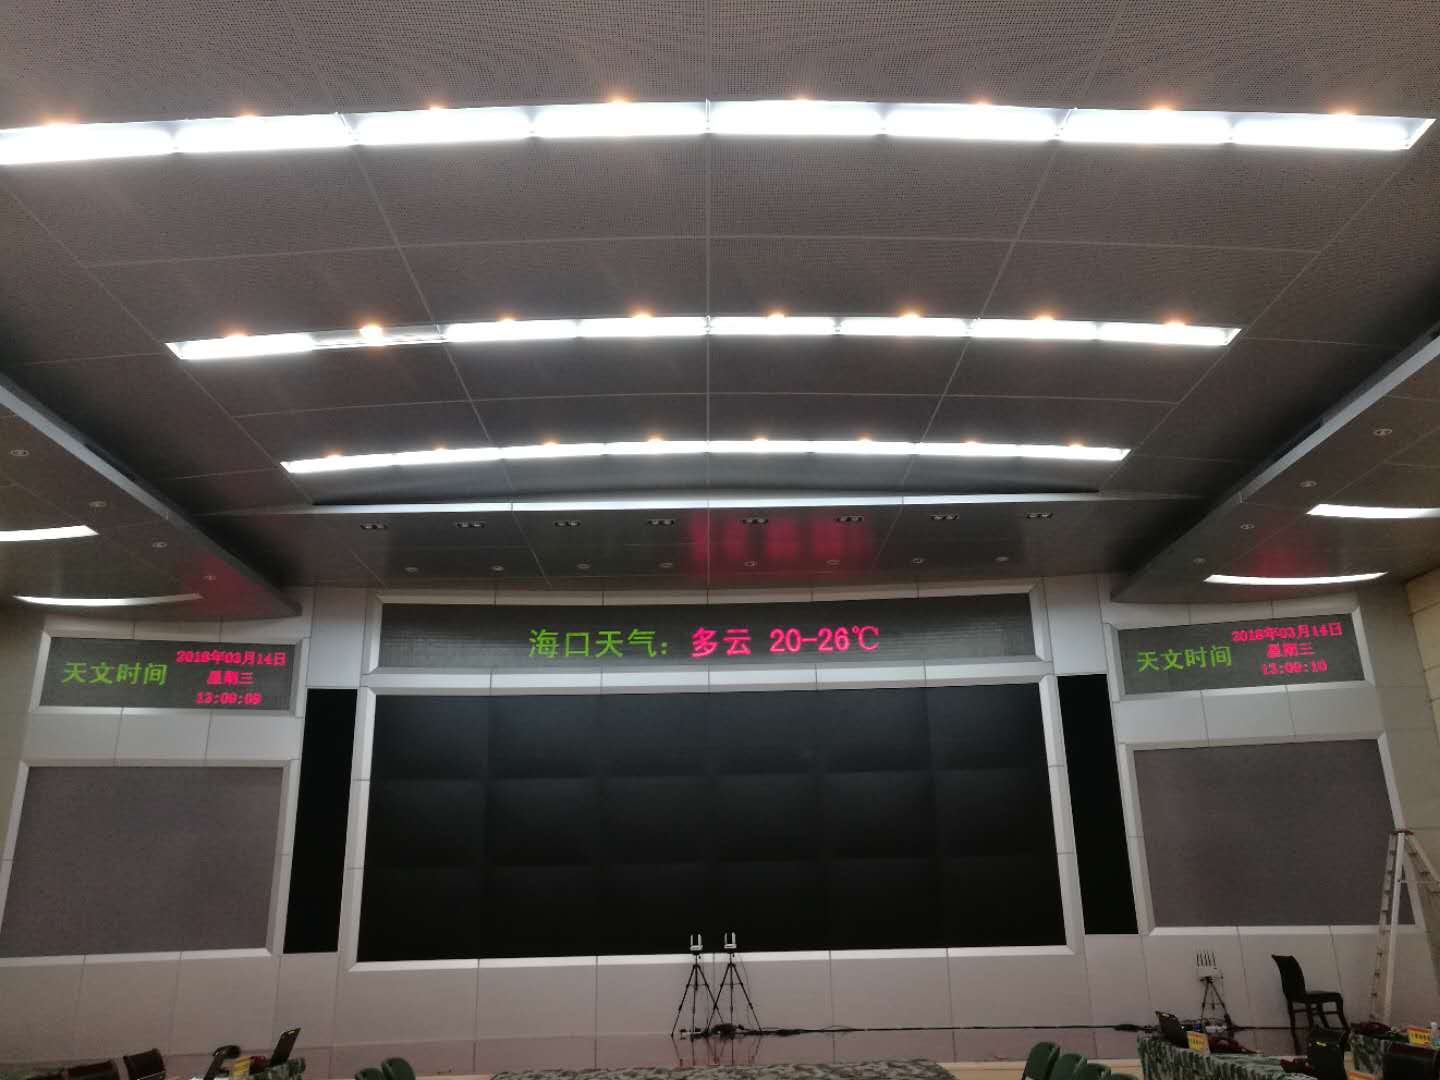 海口天气：多云 20-26℃
天文时间
2018年03月14日
星期三
13:09:09
天文时间
2018年03月14日
星期三
13:09:10